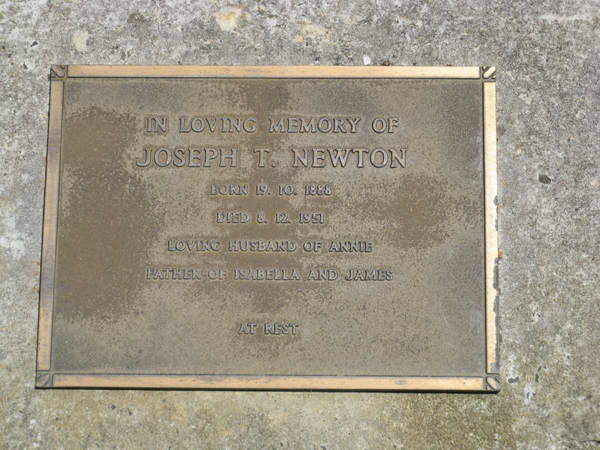 IN LOVING MEMORY OF
JOSEPH T. NEWTON
BORN 19. 10. 1888
DIED 8. 12. 1951
LOVING HUSBAND OF ANNIE
FATHER OF ISABELLA AND JAMES
AT REST